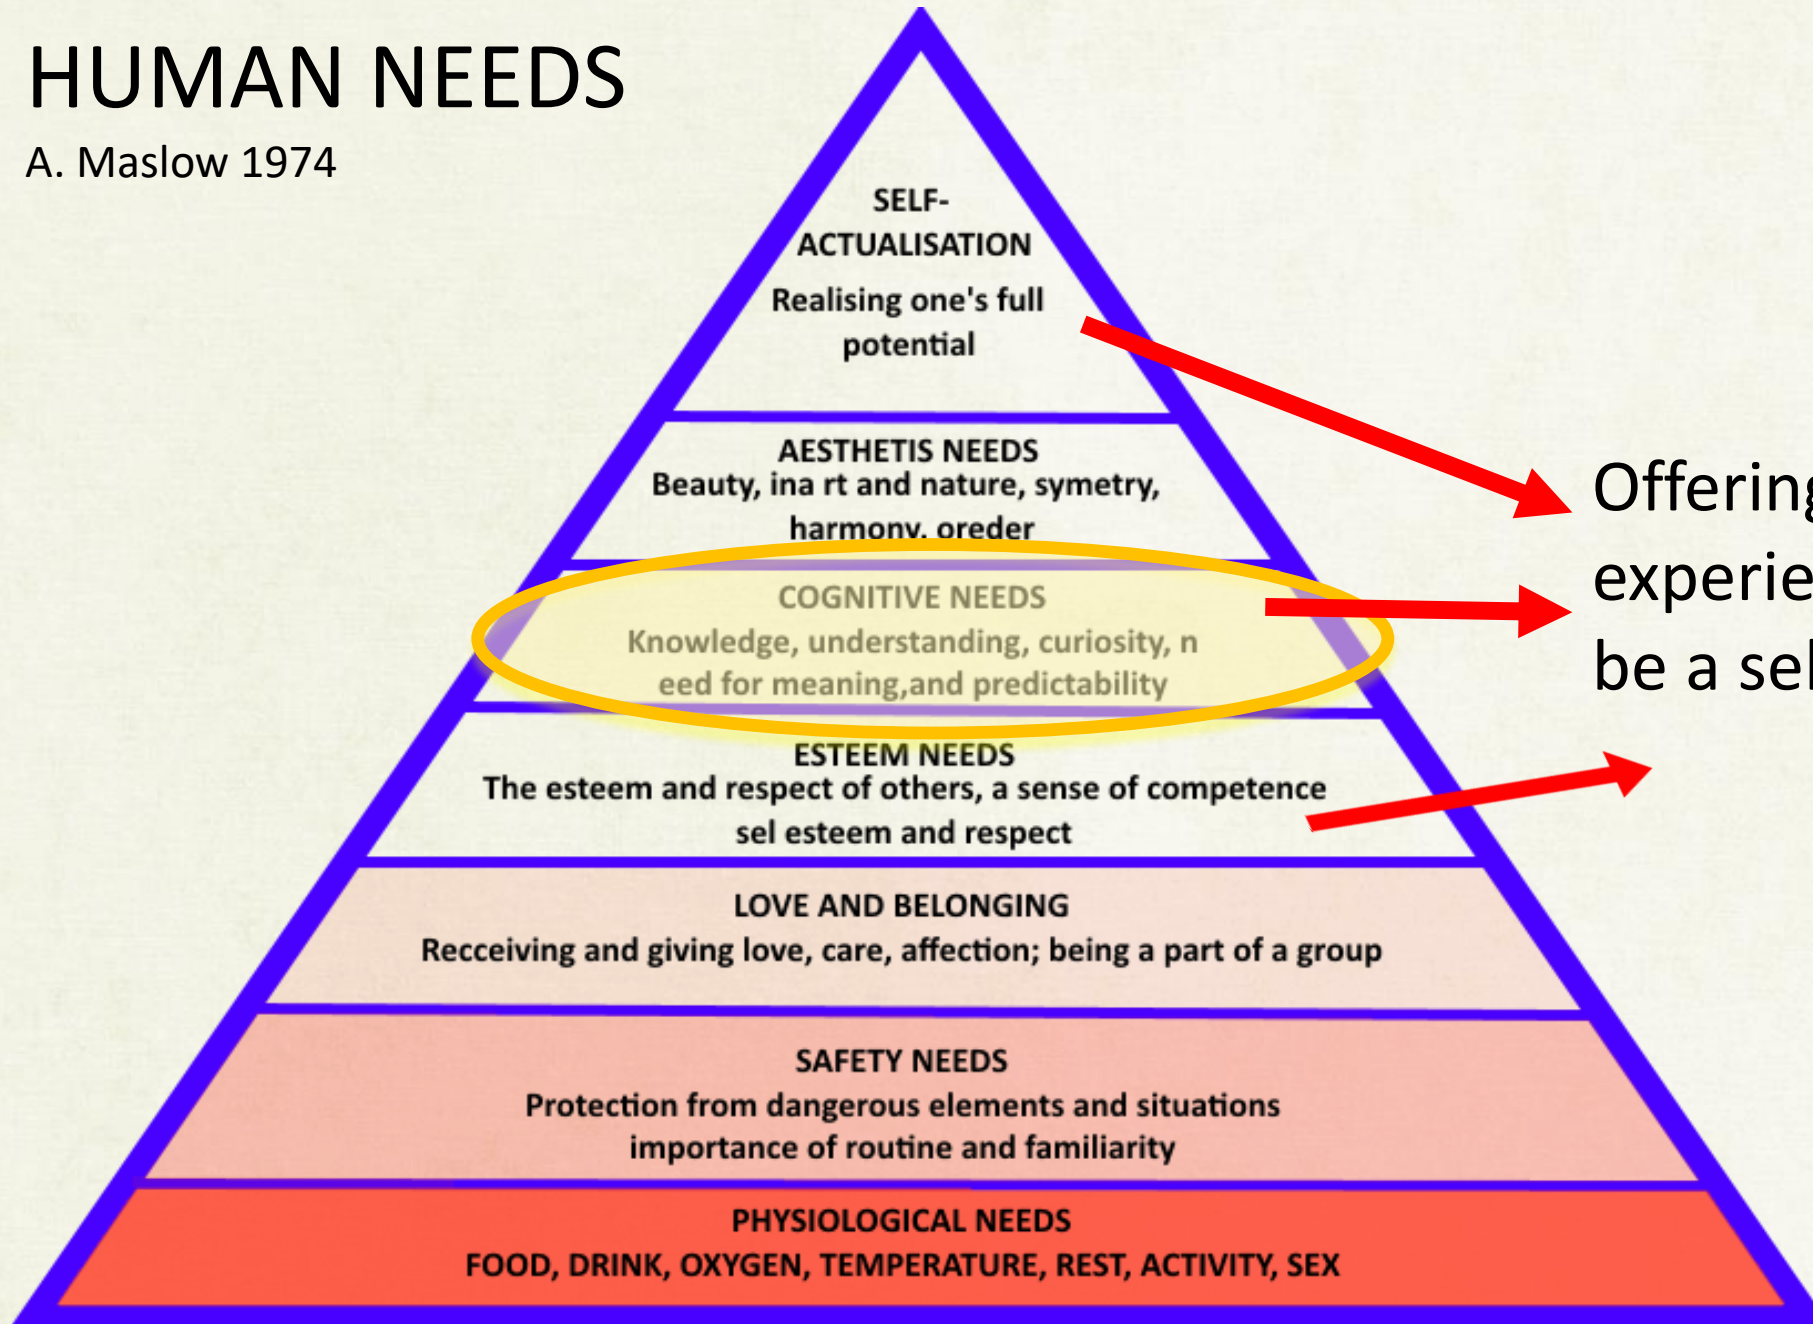 HUMAN NEEDS
A. Maslow 1974
SELF-
ACTUALISATION
Realising one's full
potential
AESTHETIS NEEDS
Beauty, ina rt and nature, symetry,
harmony, oreder
COGNITIVE NEEDS
Knowledge, understanding, curiosity, n
eed for meaning,and predictability
ESTEEM NEEDS
The esteem and respect of others, a sense of competence
sel esteem and respect
LOVE AND BELONGING
Recceiving and giving love, care, affection; being a part of a group
SAFETY NEEDS
Protection from dangerous elements and situations
importance of routine and familiarity
PHYSIOLOGICAL NEEDS
FOOD, DRINK, OXYGEN, TEMPERATURE, REST, ACTIVITY, SEX
be a